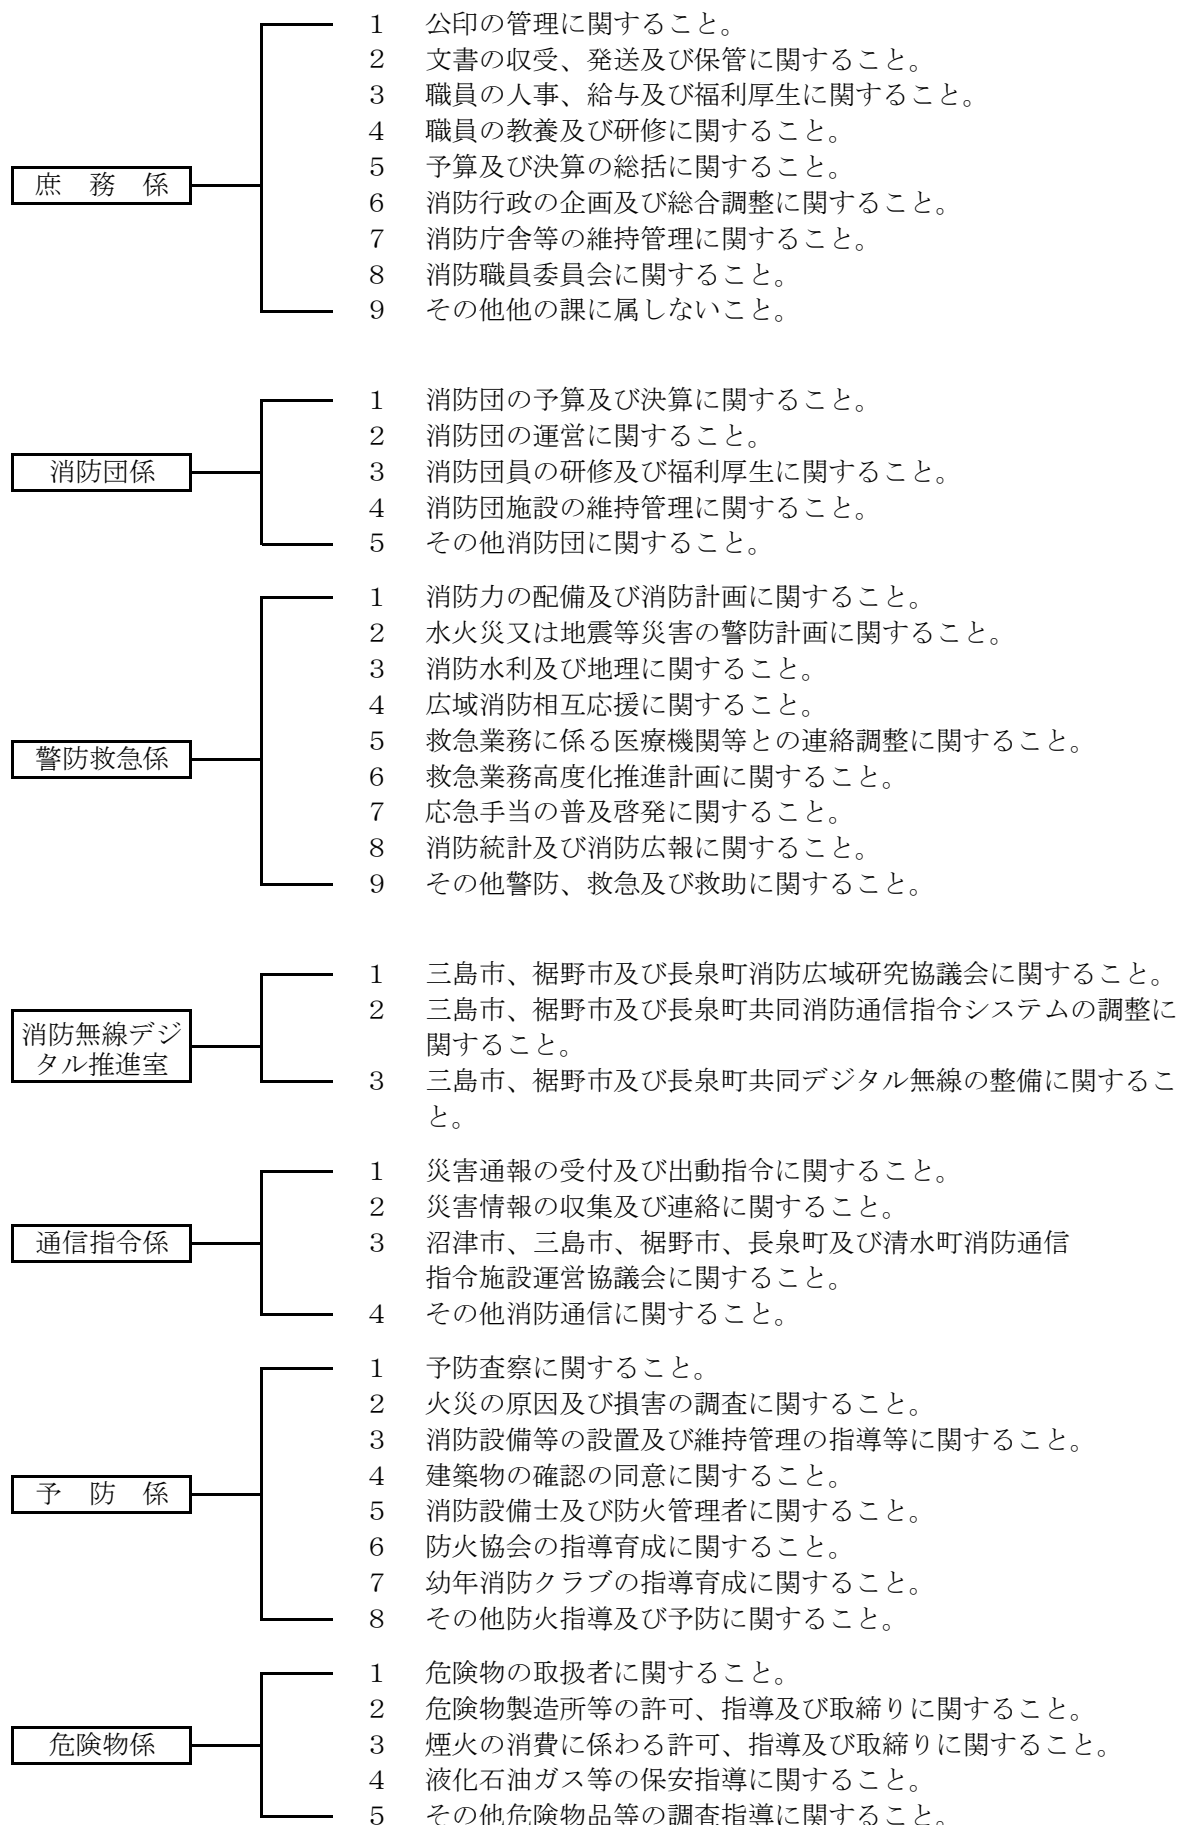 庶務係
1 公印の管理に関すること。
2 文書の収受、発送及び保管に関すること。
3 職員の人事、給与及び福利厚生に関すること。
4 職員の教養及び研修に関すること。
5 予算及び決算の総括に関すること。
6 消防行政の企画及び総合調整に関すること。
7 消防庁舎等の維持管理に関すること。
8 消防職員委員会に関すること。
9 その他他の課に属しないこと。
消防団係
1 消防団の予算及び決算に関すること。
2 消防団の運営に関すること。
3 消防団員の研修及び福利厚生に関すること。
4 消防団施設の維持管理に関すること。
5 その他消防団に関すること。
警防救急係
1 消防力の配備及び消防計画に関すること。
2 水火災又は地震等災害の警防計画に関すること。
3 消防水利及び地理に関すること。
4 広域消防相互応援に関すること。
5 救急業務に係る医療機関等との連絡調整に関すること。
6 救急業務高度化推進計画に関すること。
7 応急手当の普及啓発に関すること。
8 消防統計及び消防広報に関すること。
9 その他警防、救急及び救助に関すること。
消防無線デジ
タル推進室
1 三島市、裾野市及び長泉町消防広域研究協議会に関すること。
2 三島市、裾野市及び長泉町共同消防通信指令システムの調整に
関すること。
3 三島市、裾野市及び長泉町共同デジタル無線の整備に関するこ
と。
通信指令係
1 災害通報の受付及び出動指令に関すること。
2 災害情報の収集及び連絡に関すること。
3 沼津市、三島市、裾野市、長泉町及び清水町消防通信
指令施設運営協議会に関すること。
4 その他消防通信に関すること。
予防係
1 予防査察に関すること。
2 火災の原因及び損害の調査に関すること。
3 消防設備等の設置及び維持管理の指導等に関すること。
4 建築物の確認の同意に関すること。
5 消防設備士及び防火管理者に関すること。
6 防火協会の指導育成に関すること。
7 幼年消防クラブの指導育成に関すること。
8 その他防火指導及び予防に関すること。
危険物係
1 危険物の取扱者に関すること。
2 危険物製造所等の許可、指導及び取締りに関すること。
3 煙火の消費に係わる許可、指導及び取締りに関すること。
4 液化石油ガス等の保安指導に関すること。
5 その他危険物品等の調査指導に関すること。